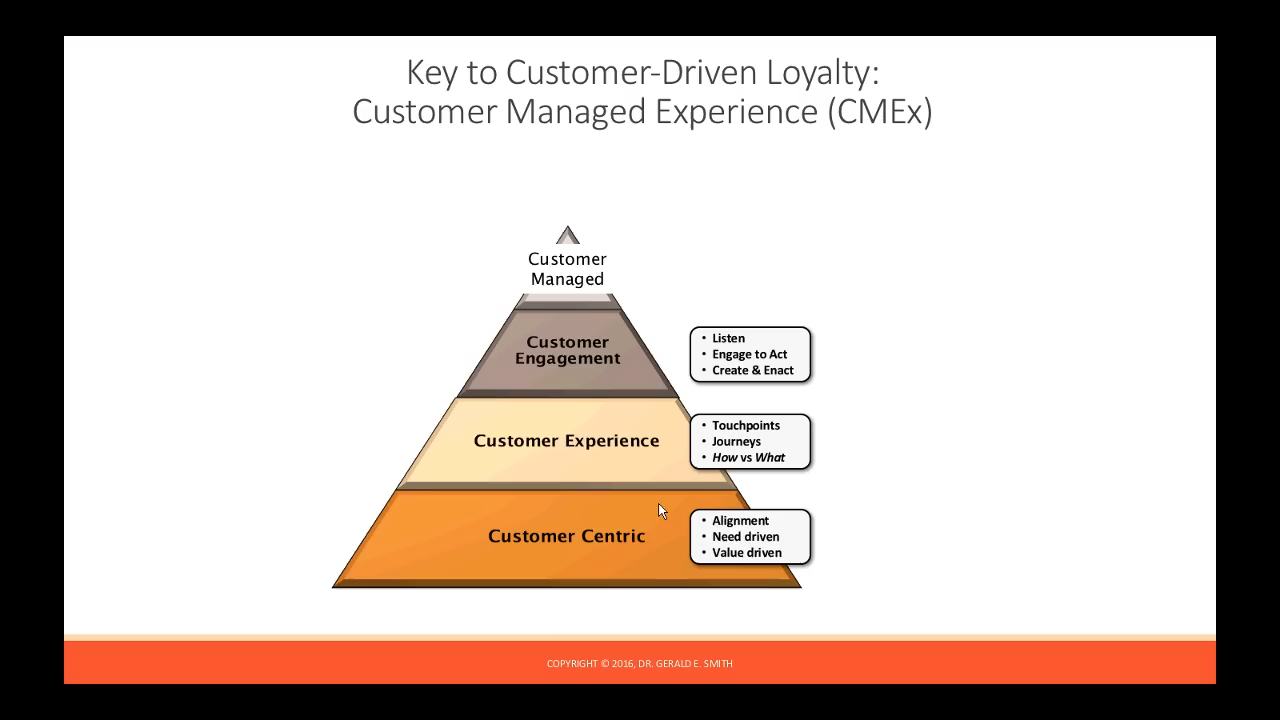 Key to Customer-Driven Loyalty:
Customer Managed Experience (CMEx)
Customer
Managed
Customer
Engagement
• Listen
• Engage to Act
• Create & Enact
Customer Experience
• Touchpoints
• Journeys
• How vs What
Customer Centric
• Alignment
• Need driven
• Value driven
COPYRIGHT © 2016, DR. GERALD E. SMITH